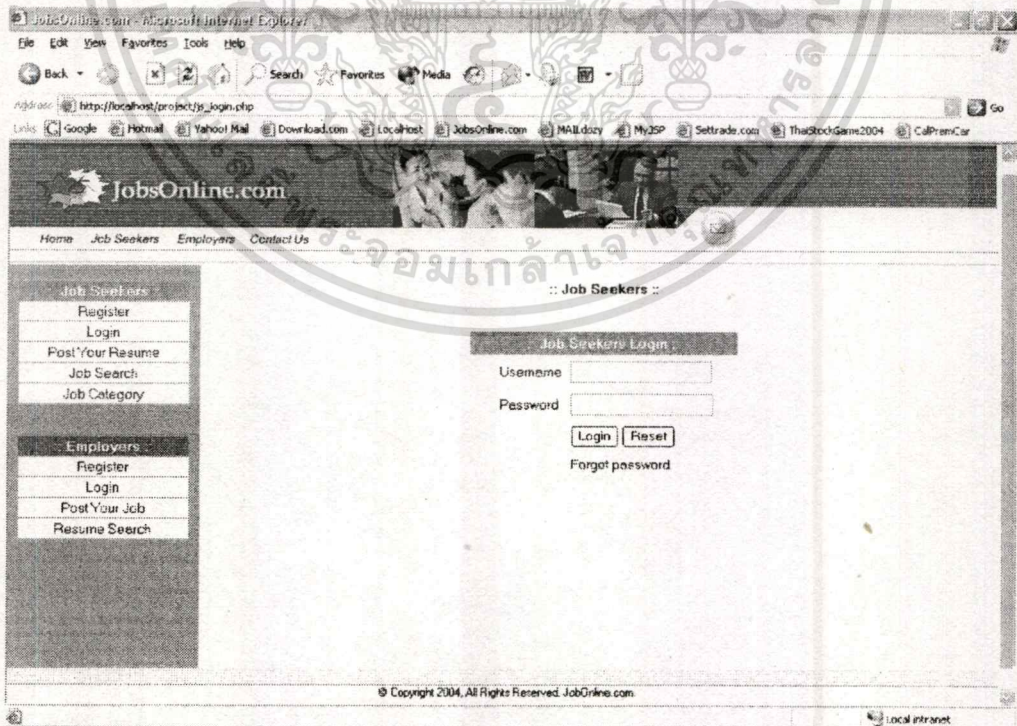 JobsOnline.com - Microsoft Internet Explorer
File Edit View Favorites Tools Help
Back Search Favorites Media
Address http://localhost/project/js_login.php Go
Links Google Hotmail Yahoo! Mail Download.com LocalHost JobsOnline.com MAILdozy MyJSP Settrade.com ThaiStockGame2004 CalPremCar
JobsOnline.com
Home Job Seekers Employers Contact Us
Job Seekers
Register
Login
Post Your Resume
Job Search
Job Category
: Employers :
Register
Login
Post Your Job
Resume Search
:: Job Seekers ::
: Job Seekers Login :
Username
Password
Login Reset
Forgot password
© Copyright 2004, All Rights Reserved. JobOnline.com
Local intranet